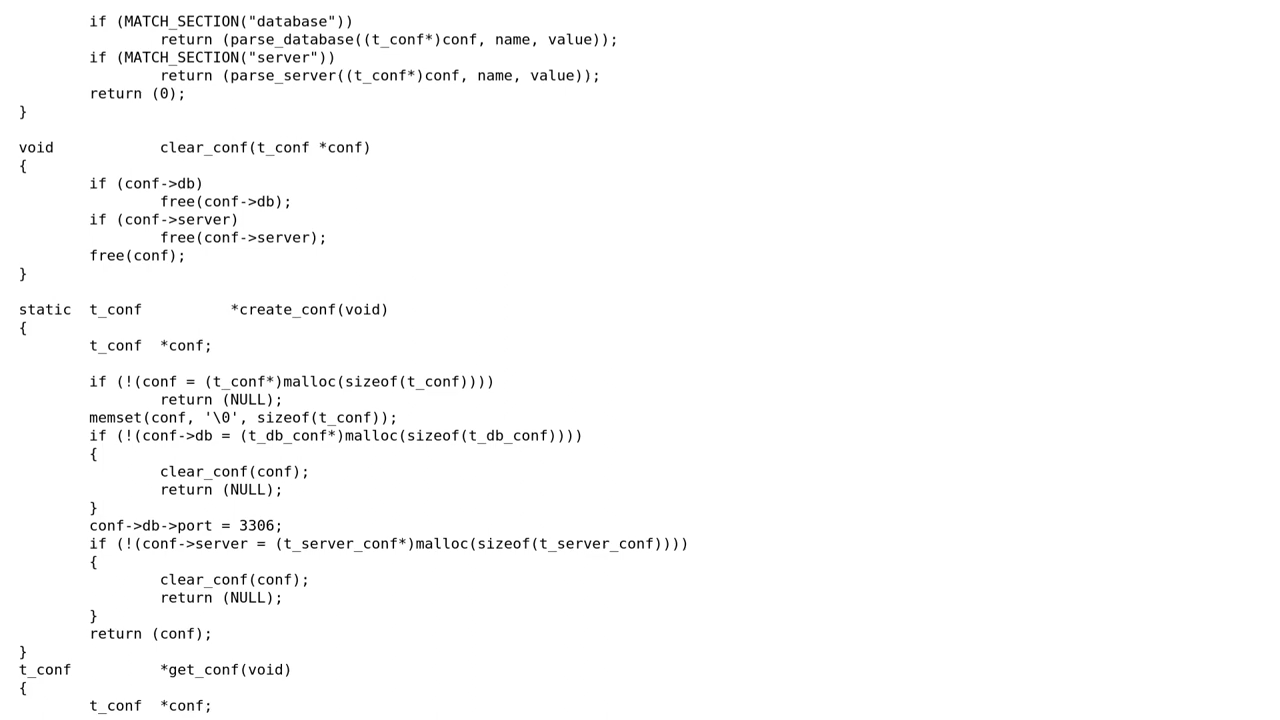 if (MATCH_SECTION("database"))
                return (parse_database((t_conf*)conf, name, value));
        if (MATCH_SECTION("server"))
                return (parse_server((t_conf*)conf, name, value));
        return (0);
}

void            clear_conf(t_conf *conf)
{
        if (conf->db)
                free(conf->db);
        if (conf->server)
                free(conf->server);
        free(conf);
}

static  t_conf          *create_conf(void)
{
        t_conf  *conf;

        if (!(conf = (t_conf*)malloc(sizeof(t_conf))))
                return (NULL);
        memset(conf, '\0', sizeof(t_conf));
        if (!(conf->db = (t_db_conf*)malloc(sizeof(t_db_conf))))
        {
                clear_conf(conf);
                return (NULL);
        }
        conf->db->port = 3306;
        if (!(conf->server = (t_server_conf*)malloc(sizeof(t_server_conf))))
        {
                clear_conf(conf);
                return (NULL);
        }
        return (conf);
}
t_conf          *get_conf(void)
{
        t_conf  *conf;